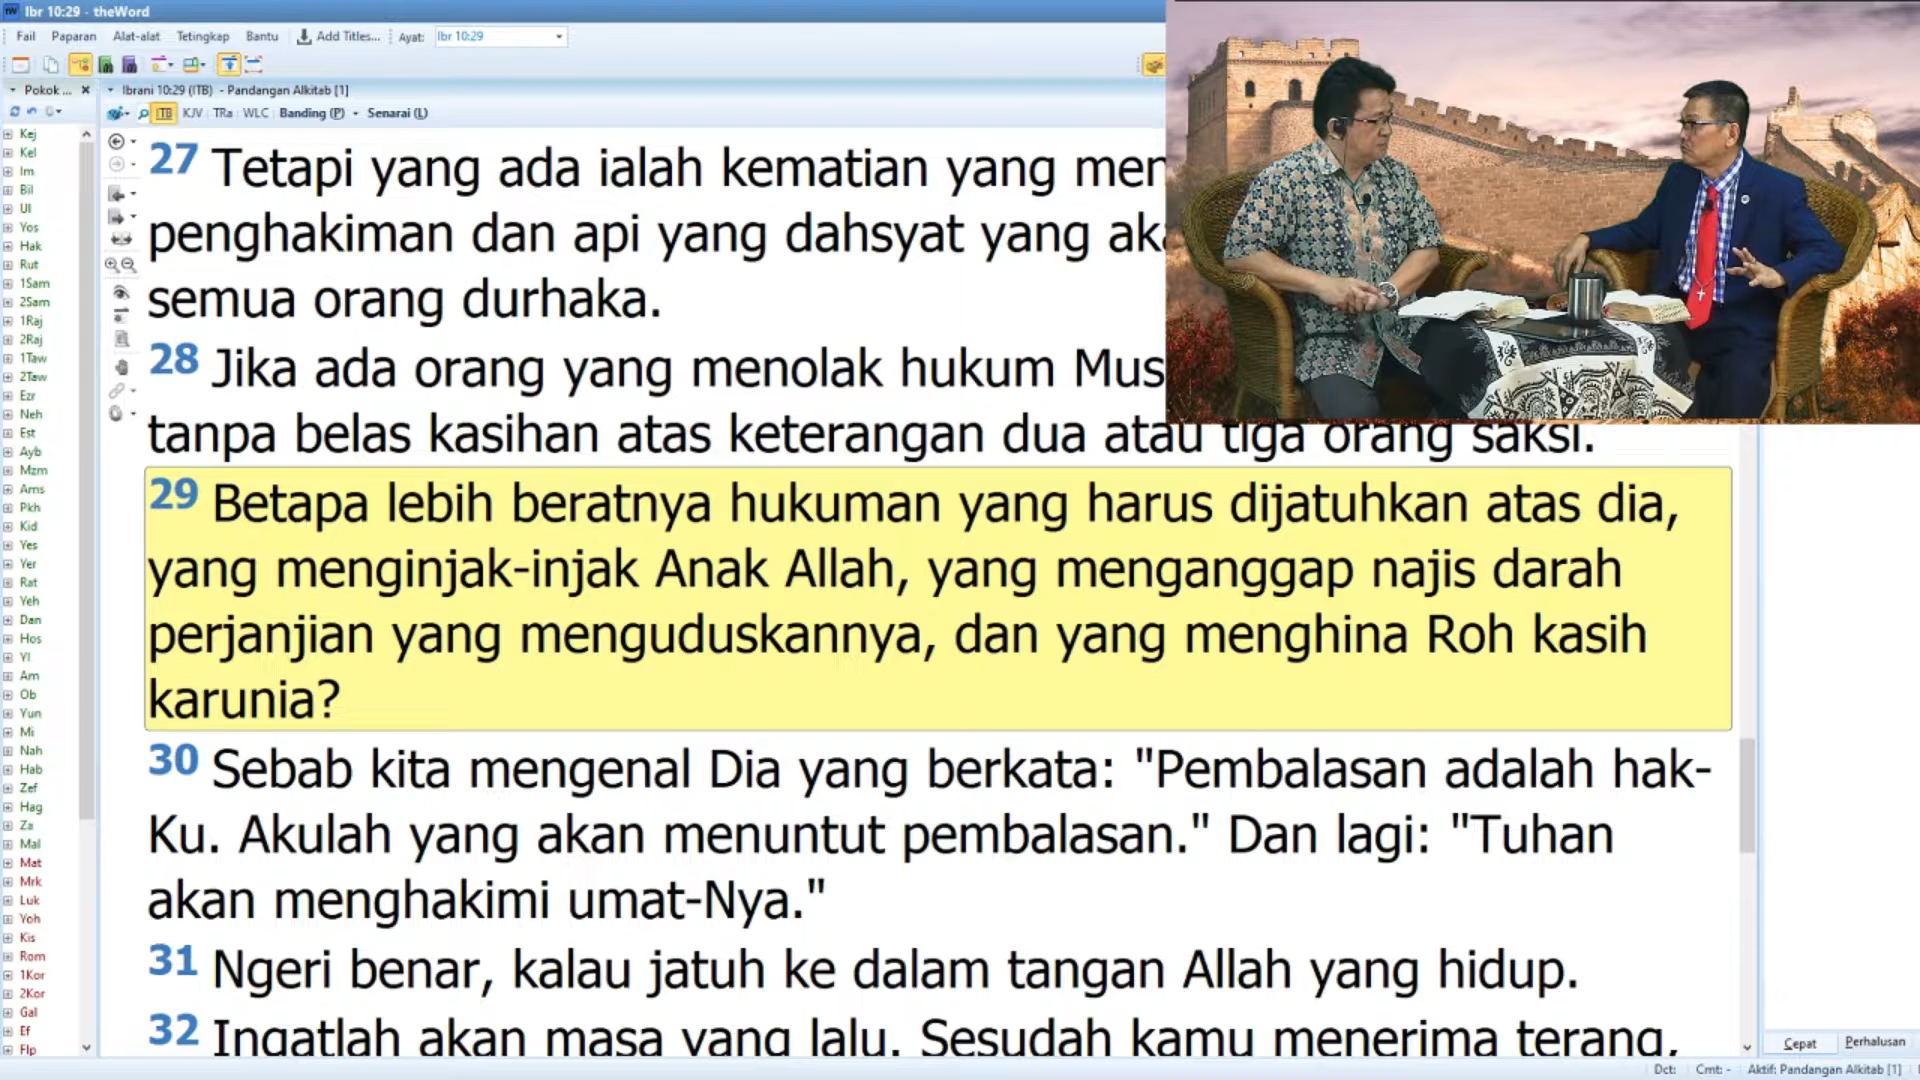 Ibr 10:29 - theWord
Fail Paparan Alat-alat Tetingkap Bantu Add Titles... Ayat: Ibr 10:29
Pokok ... Ibrani 10:29 (ITB) - Pandangan Alkitab [1]
ITB KJV TRa WLC Banding (P) Senarai (L)
Kej
Kel
Im
Bil
Ul
Yos
Hak
Rut
1Sam
2Sam
1Raj
2Raj
1Taw
2Taw
Ezr
Neh
Est
Ayb
Mzm
Ams
Pkh
Kid
Yes
Yer
Rat
Yeh
Dan
Hos
Yl
Am
Ob
Yun
Mi
Nah
Hab
Zef
Hag
Za
Mal
Mat
Mrk
Luk
Yoh
Kis
Rom
1Kor
2Kor
Gal
Ef
Flp
27 Tetapi yang ada ialah kematian yang men
penghakiman dan api yang dahsyat yang aka
semua orang durhaka.
28 Jika ada orang yang menolak hukum Mus
tanpa belas kasihan atas keterangan dua atau tiga orang saksi.
29 Betapa lebih beratnya hukuman yang harus dijatuhkan atas dia,
yang menginjak-injak Anak Allah, yang menganggap najis darah
perjanjian yang menguduskannya, dan yang menghina Roh kasih
karunia?
30 Sebab kita mengenal Dia yang berkata: "Pembalasan adalah hak-
Ku. Akulah yang akan menuntut pembalasan." Dan lagi: "Tuhan
akan menghakimi umat-Nya."
31 Ngeri benar, kalau jatuh ke dalam tangan Allah yang hidup.
32 Ingatlah akan masa yang lalu. Sesudah kamu menerima terang,
Cepat Perhalusan
Dct: Cmt: - Aktif: Pandangan Alkitab [1]